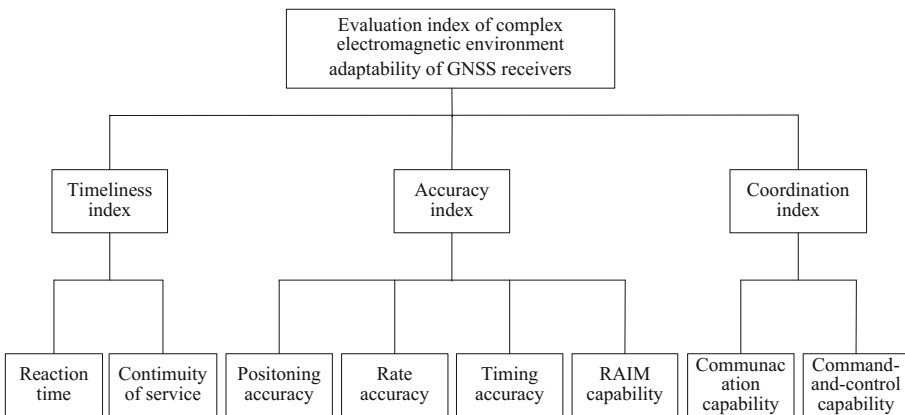 Evaluation index of complex
electromagnetic environment
adaptability of GNSS receivers
Timeliness
index
Accuracy
index
Coordination
index
Reaction
time
Contimuity
of service
Positoning
accuracy
Rate
accuracy
Timing
accuracy
RAIM
capability
Communac
ation
capability
Command-
and-control
capability